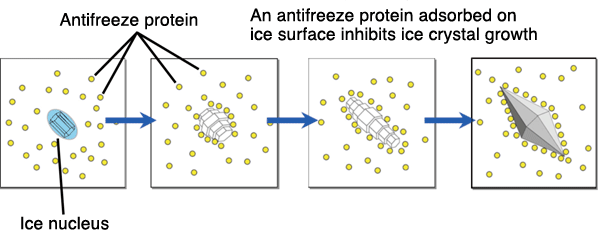 Antifreeze protein
An antifreeze protein adsorbed on
ice surface inhibits ice crystal growth
Ice nucleus